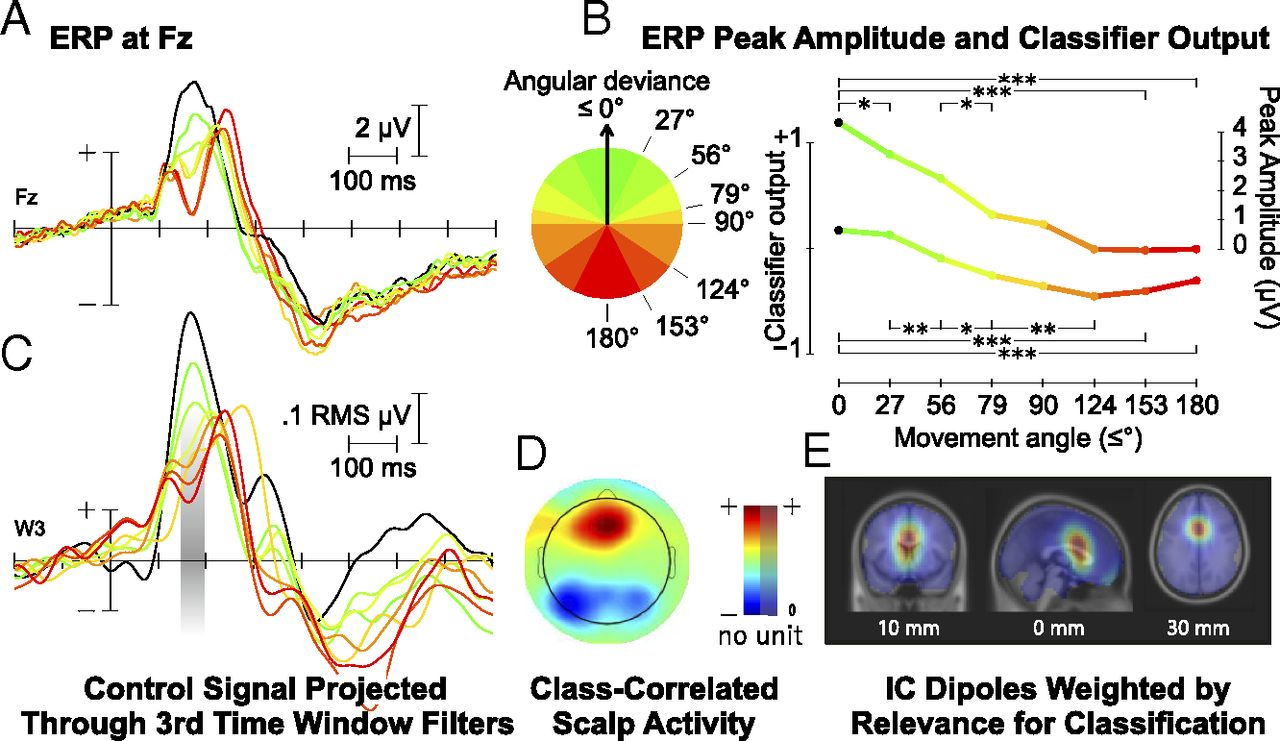 A
ERP at Fz
2 µV
100 ms
+
Fz
–
B
ERP Peak Amplitude and Classifier Output
Angular deviance
≤ 0°
27°
56°
79°
90°
124°
153°
180°
Classifier output
+1
-1
***
***
* *
** * **
***
***
Peak Amplitude (µV)
4
3
2
1
0
0 27 56 79 90 124 153 180
Movement angle (≤°)
C
.1 RMS µV
100 ms
+
W3
–
Control Signal Projected
Through 3rd Time Window Filters
D
+ +
– 0
no unit
Class-Correlated
Scalp Activity
E
10 mm 0 mm 30 mm
IC Dipoles Weighted by
Relevance for Classification